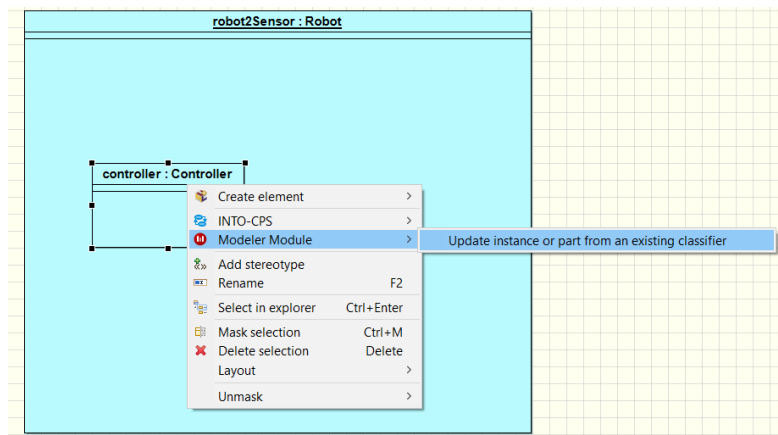 robot2Sensor : Robot
controller : Controller
Create element
INTO-CPS
Modeler Module
Update instance or part from an existing classifier
Add stereotype
Rename F2
Select in explorer Ctrl+Enter
Mask selection Ctrl+M
Delete selection Delete
Layout
Unmask